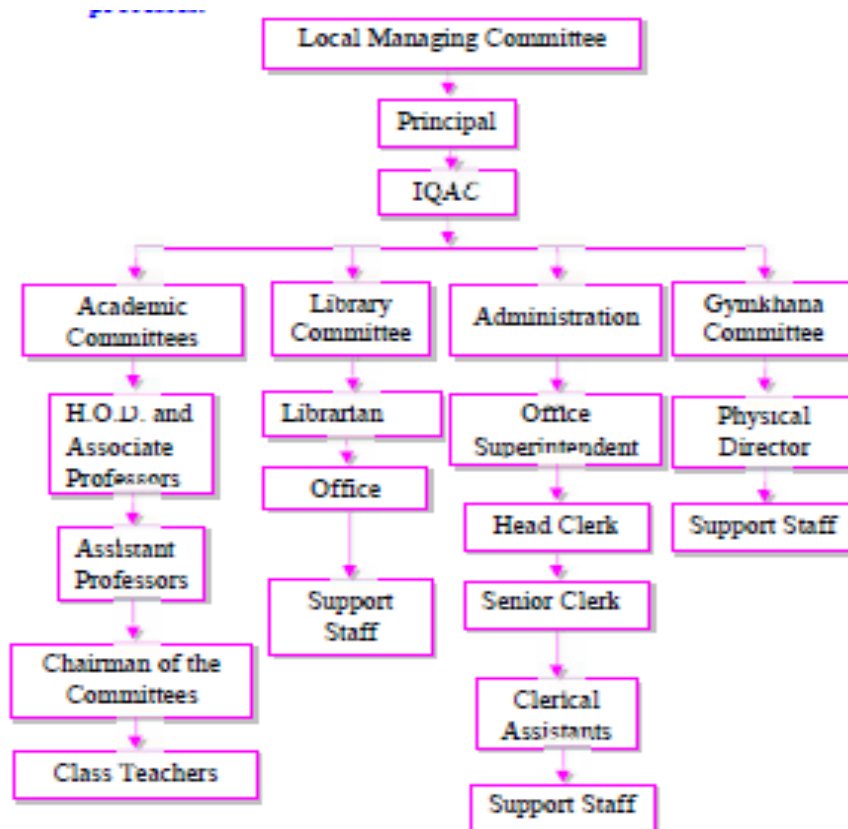 Local Managing Committee
Principal
IQAC
Academic
Committees
Library
Committee
Administration
Gymkhana
Committee
H.O.D. and
Associate
Professors
Librarian
Office
Superintendent
Physical
Director
Office
Head Clerk
Support Staff
Assistant
Professors
Support
Staff
Senior Clerk
Chairman of the
Committees
Clerical
Assistants
Class Teachers
Support Staff